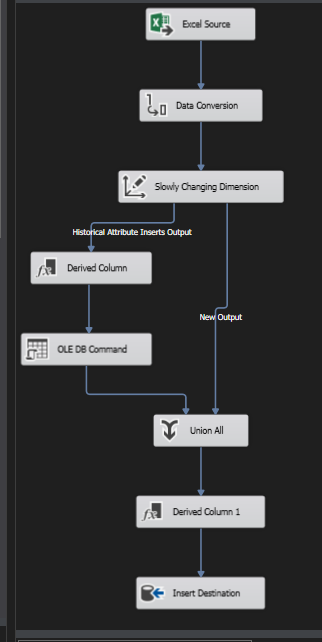 Excel Source
Data Conversion
Slowly Changing Dimension
Historical Attribute Inserts Output
Derived Column
New Output
OLE DB Command
Union All
Derived Column 1
Insert Destination